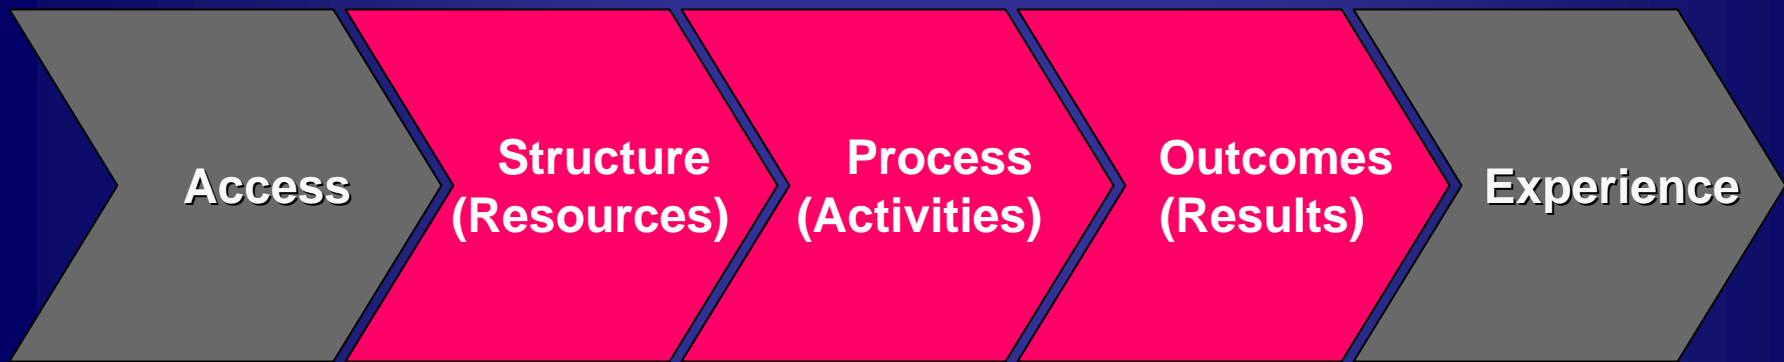 Access
Structure
(Resources)
Process
(Activities)
Outcomes
(Results)
Experience